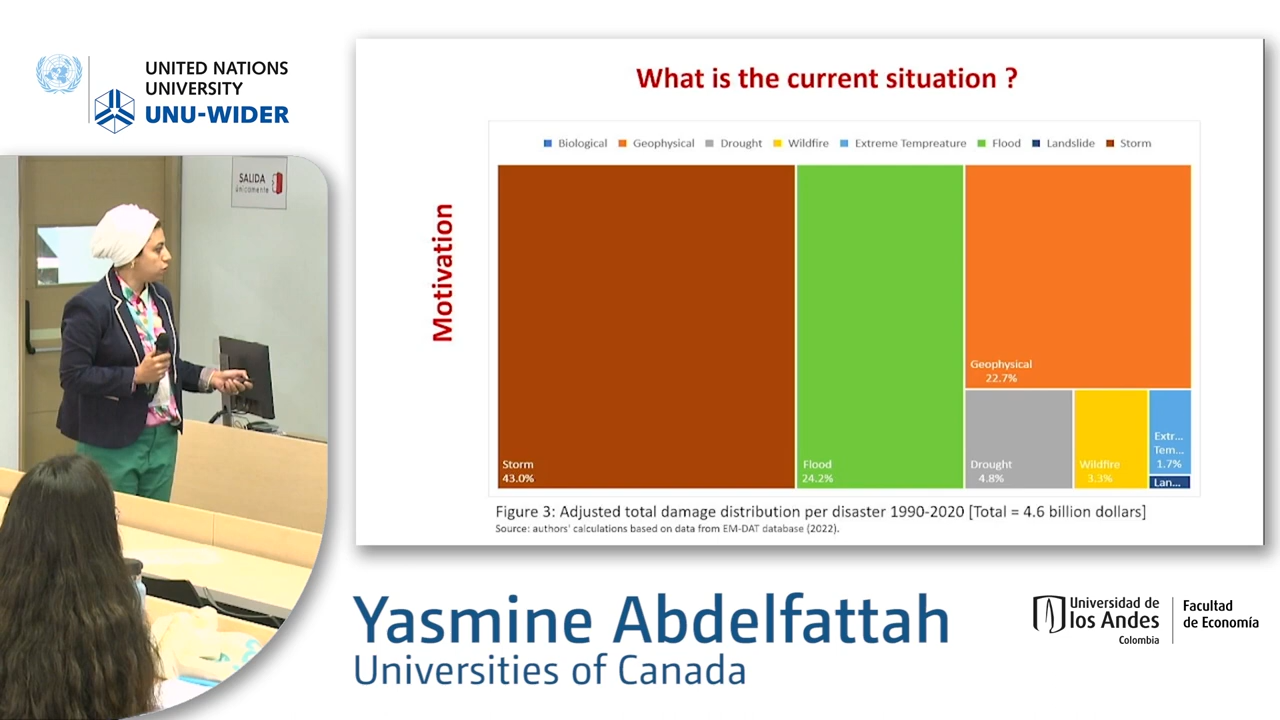 UNITED NATIONS
UNIVERSITY
UNU-WIDER
SALIDA
únicamente
What is the current situation ?
Motivation
Biological Geophysical Drought Wildfire Extreme Tempreature Flood Landslide Storm
Storm
43.0%
Flood
24.2%
Geophysical
22.7%
Drought
4.8%
Wildfire
3.3%
Extr...
Tem...
1.7%
Lan...
Figure 3: Adjusted total damage distribution per disaster 1990-2020 [Total = 4.6 billion dollars]
Source: authors' calculations based on data from EM-DAT database (2022).
Yasmine Abdelfattah
Universities of Canada
Universidad de
los Andes
Colombia
Facultad
de Economía